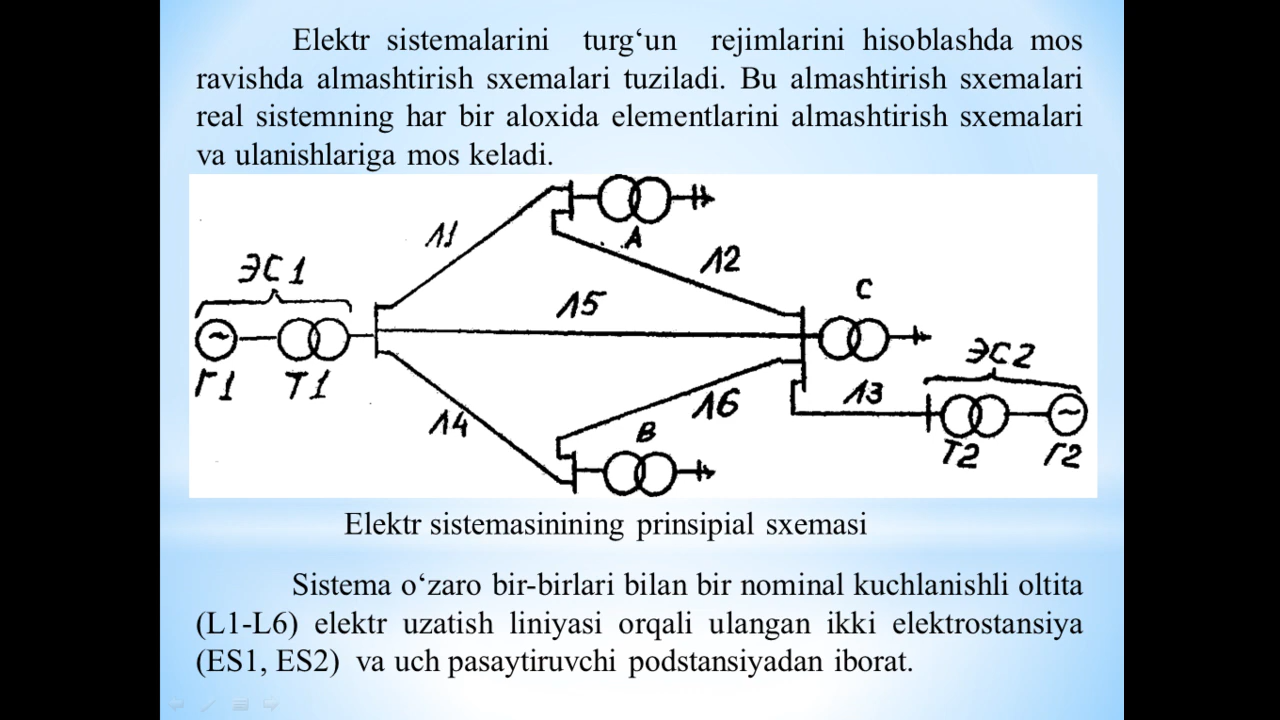 Elektr sistemalarini turg‘un rejimlarini hisoblashda mos
ravishda almashtirish sxemalari tuziladi. Bu almashtirish sxemalari
real sistemning har bir aloxida elementlarini almashtirish sxemalari
va ulanishlariga mos keladi.
A
Л1
Л2
ЭС1
C
Л5
ЭС2
Г1
Т1
Л6
Л3
Л4
B
Т2
Г2
Elektr sistemasinining prinsipial sxemasi
Sistema o‘zaro bir-birlari bilan bir nominal kuchlanishli oltita
(L1-L6) elektr uzatish liniyasi orqali ulangan ikki elektrostansiya
(ES1, ES2) va uch pasaytiruvchi podstansiyadan iborat.